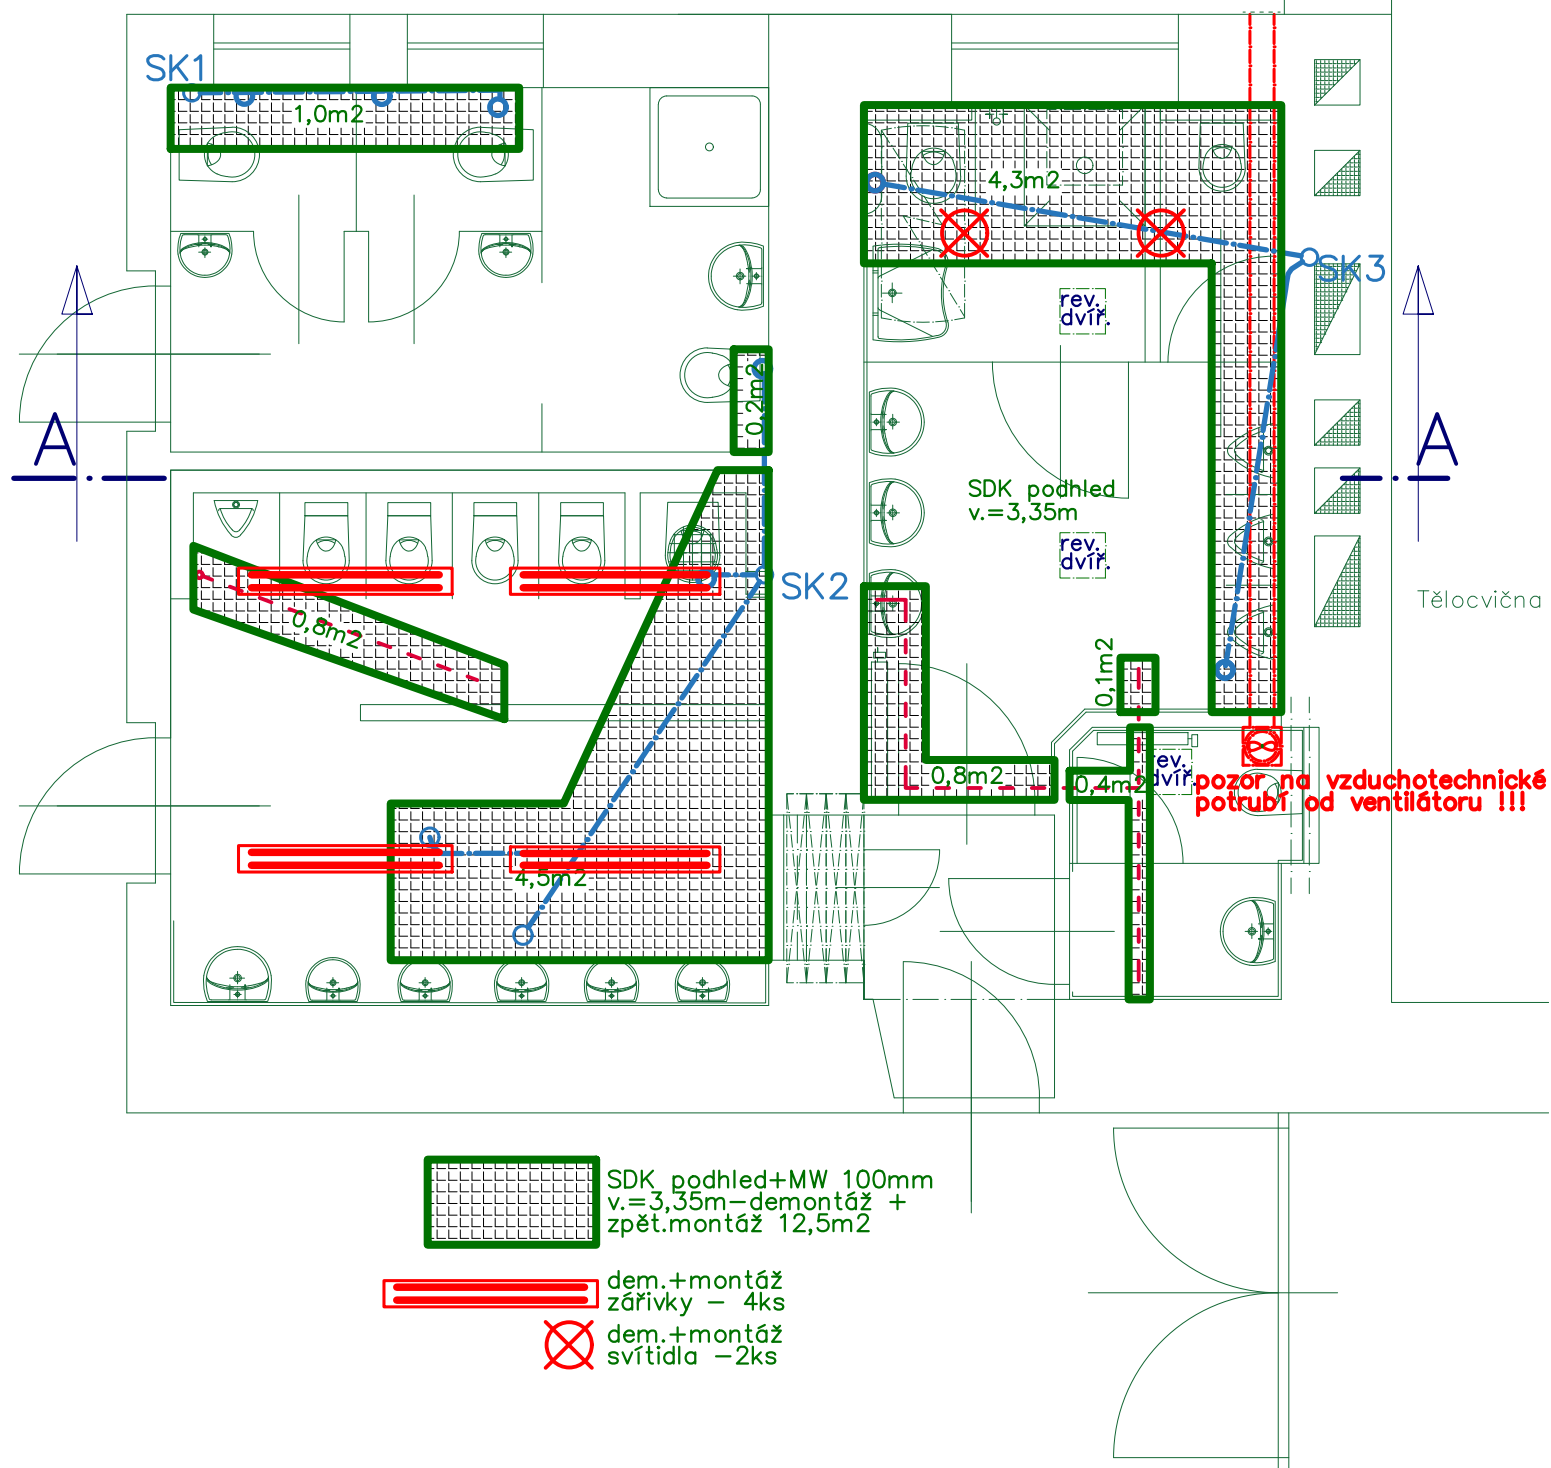 SK1
1,0m2
4,3m2
SK3
rev.
dvíř.
0,2m2
A
A
SDK podhled
v.=3,35m
rev.
dvíř.
SK2
Tělocvična
0,8m2
0,1m2
0,8m2
0,4m2
rev.
dvíř.
pozor na vzduchotechnické
potrubí od ventilátoru !!!
4,5m2
SDK podhled+MW 100mm
v.=3,35m-demontáž +
zpět.montáž 12,5m2
dem.+montáž
zářivky - 4ks
dem.+montáž
svítidla -2ks